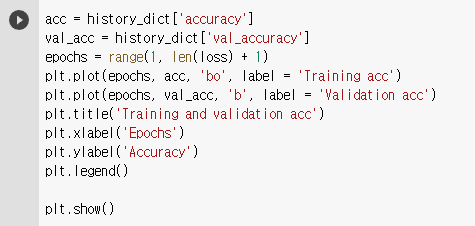 acc = history_dict['accuracy']
val_acc = history_dict['val_accuracy']
epochs = range(1, len(loss) + 1)
plt.plot(epochs, acc, 'bo', label = 'Training acc')
plt.plot(epochs, val_acc, 'b', label = 'Validation acc')
plt.title('Training and validation acc')
plt.xlabel('Epochs')
plt.ylabel('Accuracy')
plt.legend()

plt.show()